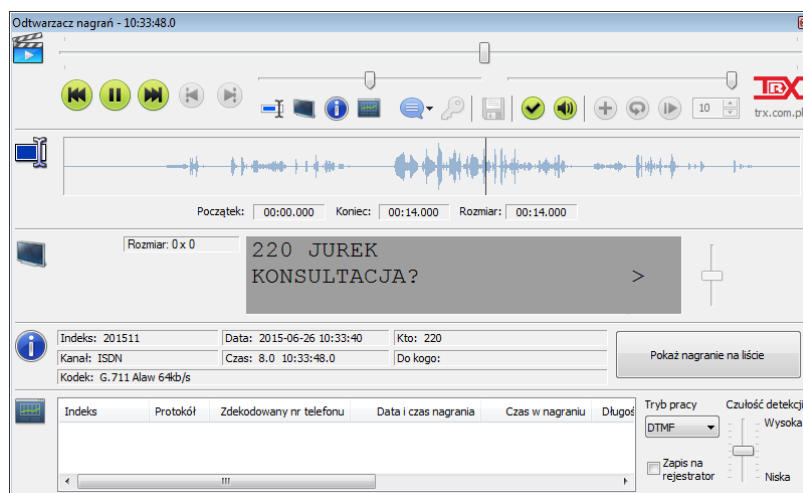 Odtwarzacz nagrań - 10:33:48.0
10
TRX
trx.com.pl
Początek: 00:00.000 Koniec: 00:14.000 Rozmiar: 00:14.000
Rozmiar: 0 x 0
220 JUREK
KONSULTACJA? >
Indeks: 201511 Data: 2015-06-26 10:33:40 Kto: 220
Kanał: ISDN Czas: 8.0 10:33:48.0 Do kogo:
Kodek: G.711 Alaw 64kb/s
Pokaż nagranie na liście
Indeks Protokół Zdekodowany nr telefonu Data i czas nagrania Czas w nagraniu Długoś
Tryb pracy Czułość detekcji
DTMF Wysoka
Zapis na
rejestrator Niska